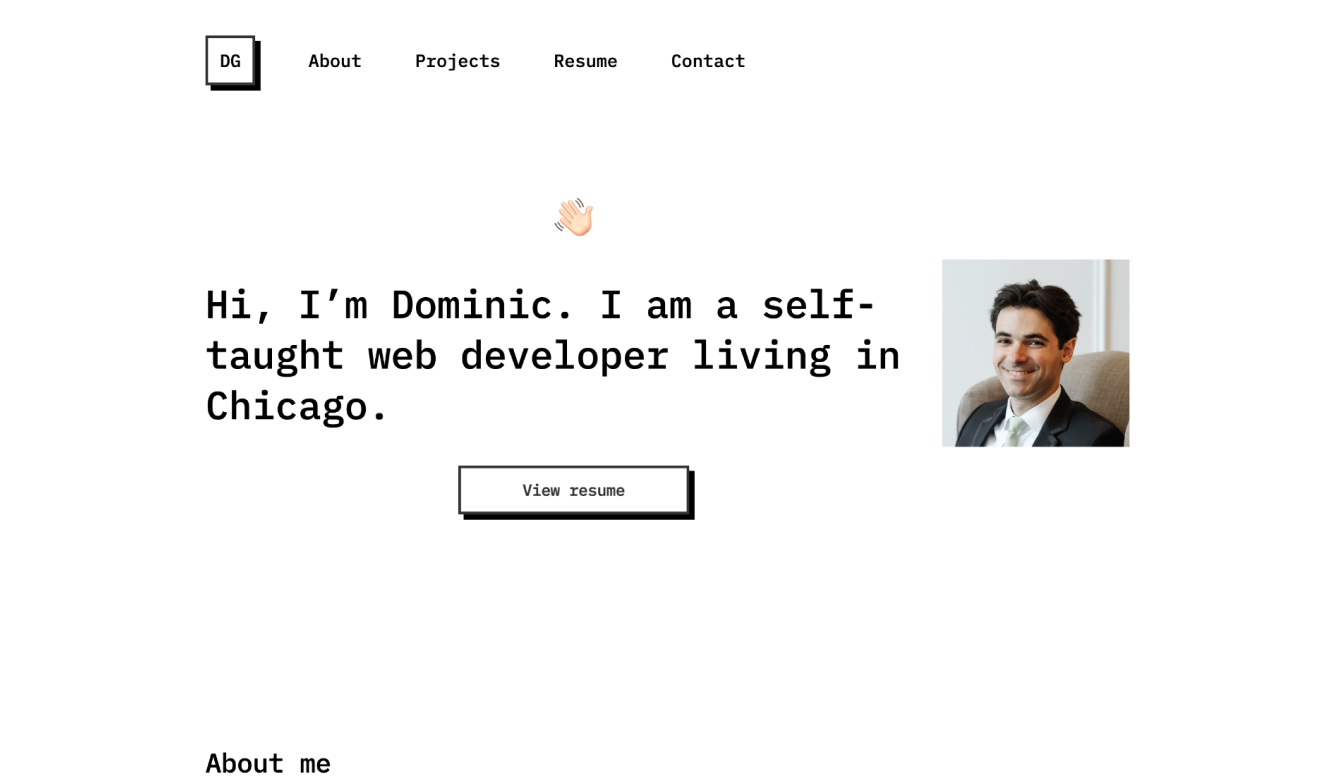 DG About Projects Resume Contact
Hi, I’m Dominic. I am a self-
taught web developer living in
Chicago.
View resume
About me